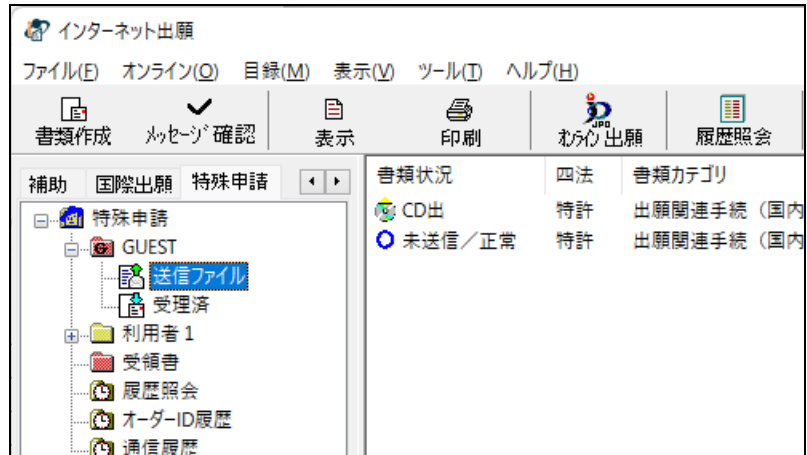 インターネット出願
ファイル(F) オンライン(O) 目録(M) 表示(V) ツール(T) ヘルプ(H)
書類作成 メッセージ確認 表示 印刷 JPO オンライン出願 履歴照会
補助 国際出願 特殊申請
書類状況 四法 書類カテゴリ
特殊申請
CD出 特許 出願関連手続（国内
G GUEST
未送信／正常 特許 出願関連手続（国内
送信ファイル
受理済
利用者1
受領書
履歴照会
オーダーID履歴
通信履歴